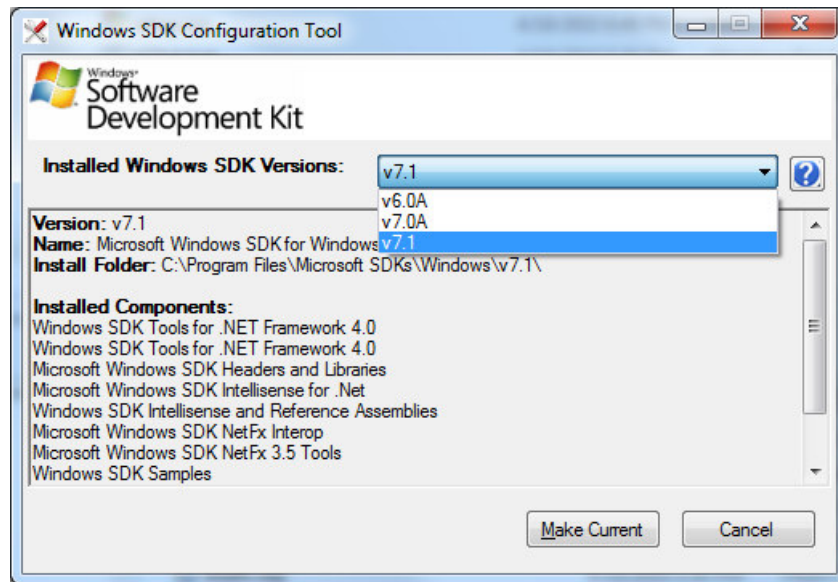 Windows SDK Configuration Tool
Windows
Software
Development Kit
Installed Windows SDK Versions:
v7.1
v6.0A
v7.0A
v7.1
Version: v7.1
Name: Microsoft Windows SDK for Windows
Install Folder: C:\Program Files\Microsoft SDKs\Windows\v7.1\
Installed Components:
Windows SDK Tools for .NET Framework 4.0
Windows SDK Tools for .NET Framework 4.0
Microsoft Windows SDK Headers and Libraries
Microsoft Windows SDK Intellisense for .Net
Windows SDK Intellisense and Reference Assemblies
Microsoft Windows SDK NetFx Interop
Microsoft Windows SDK NetFx 3.5 Tools
Windows SDK Samples
Make Current
Cancel